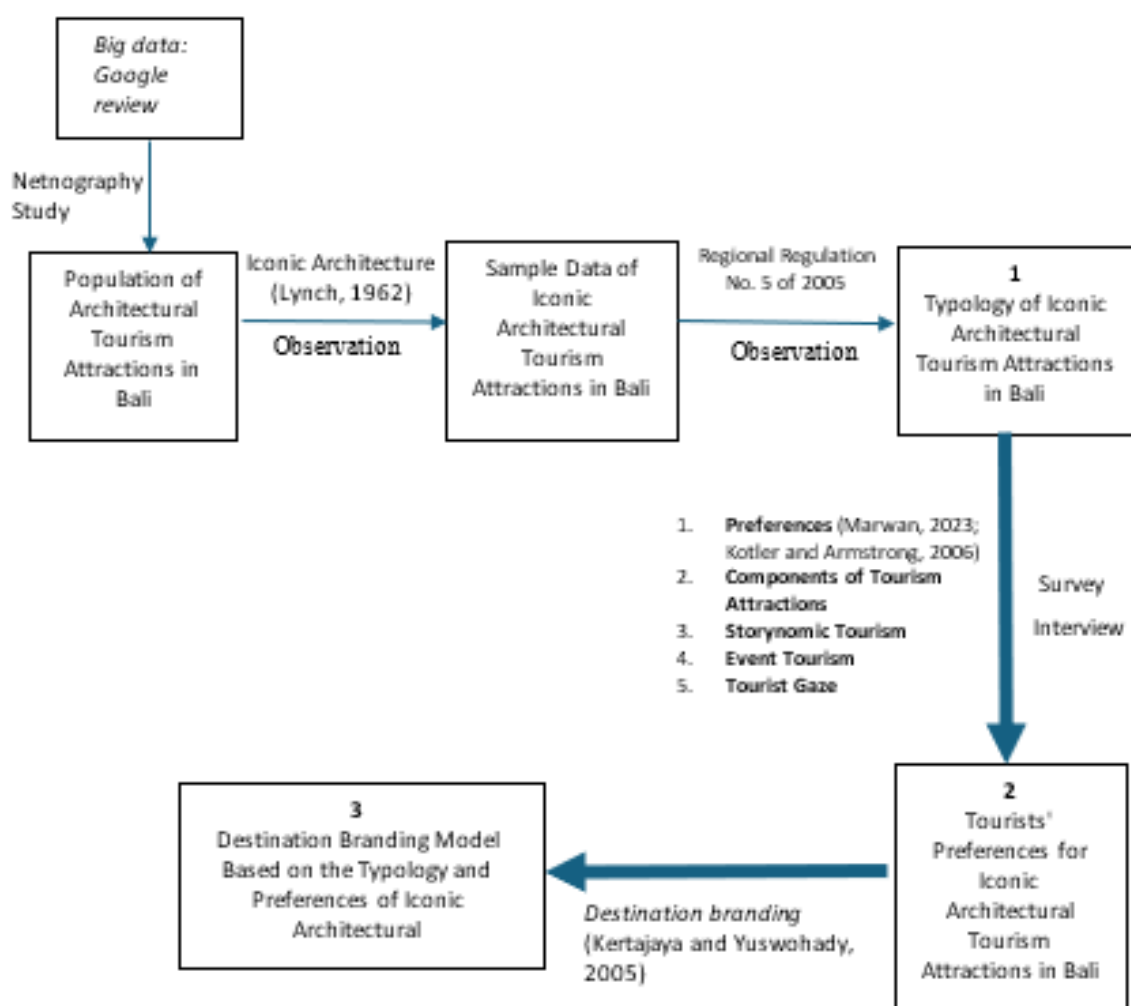 Big data:
Google
review
Netnography
Study
Population of
Architectural
Tourism
Attractions in
Bali
Iconic Architecture
(Lynch, 1962)
Observation
Sample Data of
Iconic
Architectural
Tourism
Attractions in Bali
Regional Regulation
No. 5 of 2005
Observation
1
Typology of Iconic
Architectural
Tourism Attractions
in Bali
1. Preferences (Marwan, 2023;
Kotler and Armstrong, 2006)
2. Components of Tourism
Attractions
3. Storynomic Tourism
4. Event Tourism
5. Tourist Gaze
Survey
Interview
2
Tourists'
Preferences for
Iconic
Architectural
Tourism
Attractions in Bali
Destination branding
(Kertajaya and Yuswohady,
2005)
3
Destination Branding Model
Based on the Typology and
Preferences of Iconic
Architectural